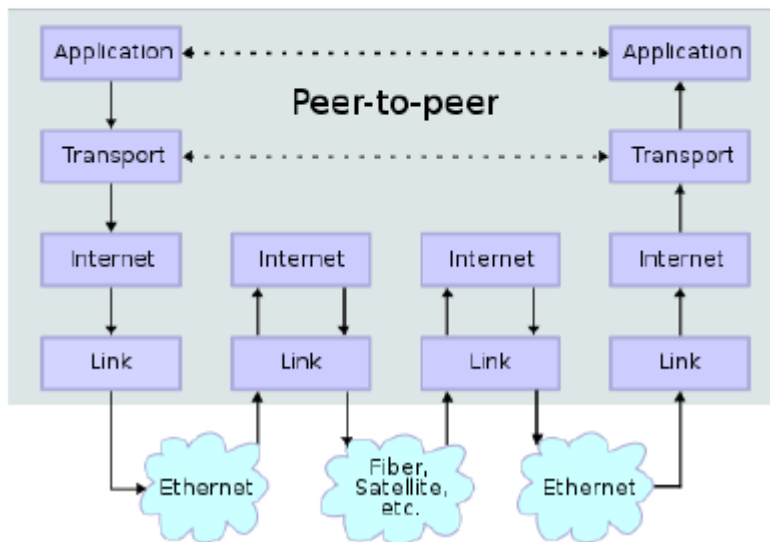 Application
Application
Peer-to-peer
Transport
Transport
Internet
Internet
Internet
Internet
Link
Link
Link
Link
Ethernet
Fiber,
Satellite,
etc.
Ethernet